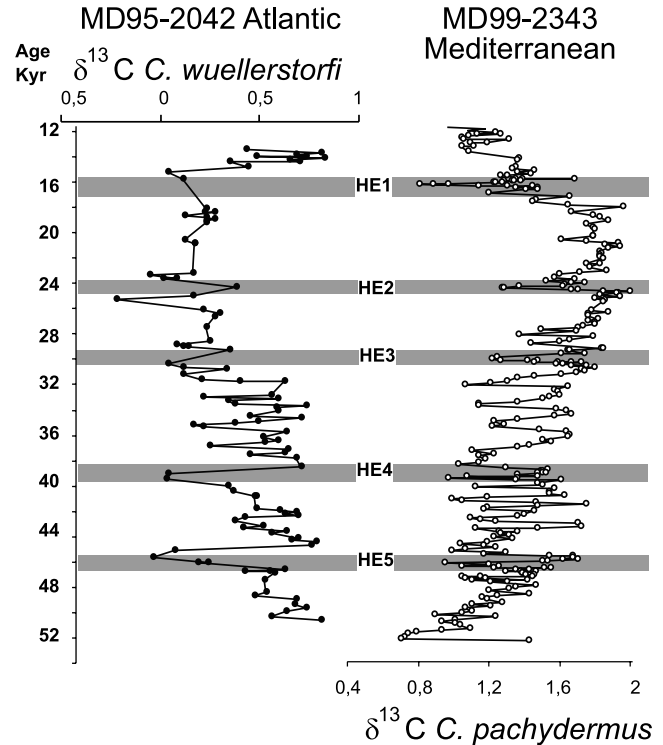 MD95-2042 Atlantic
MD99-2343
Mediterranean
Age
Kyr
δ13 C C. wuellerstorfi
0,5 0 0,5 1
12
16
20
24
28
32
36
40
44
48
52
HE1
HE2
HE3
HE4
HE5
0,4 0,8 1,2 1,6 2
δ13 C C. pachydermus